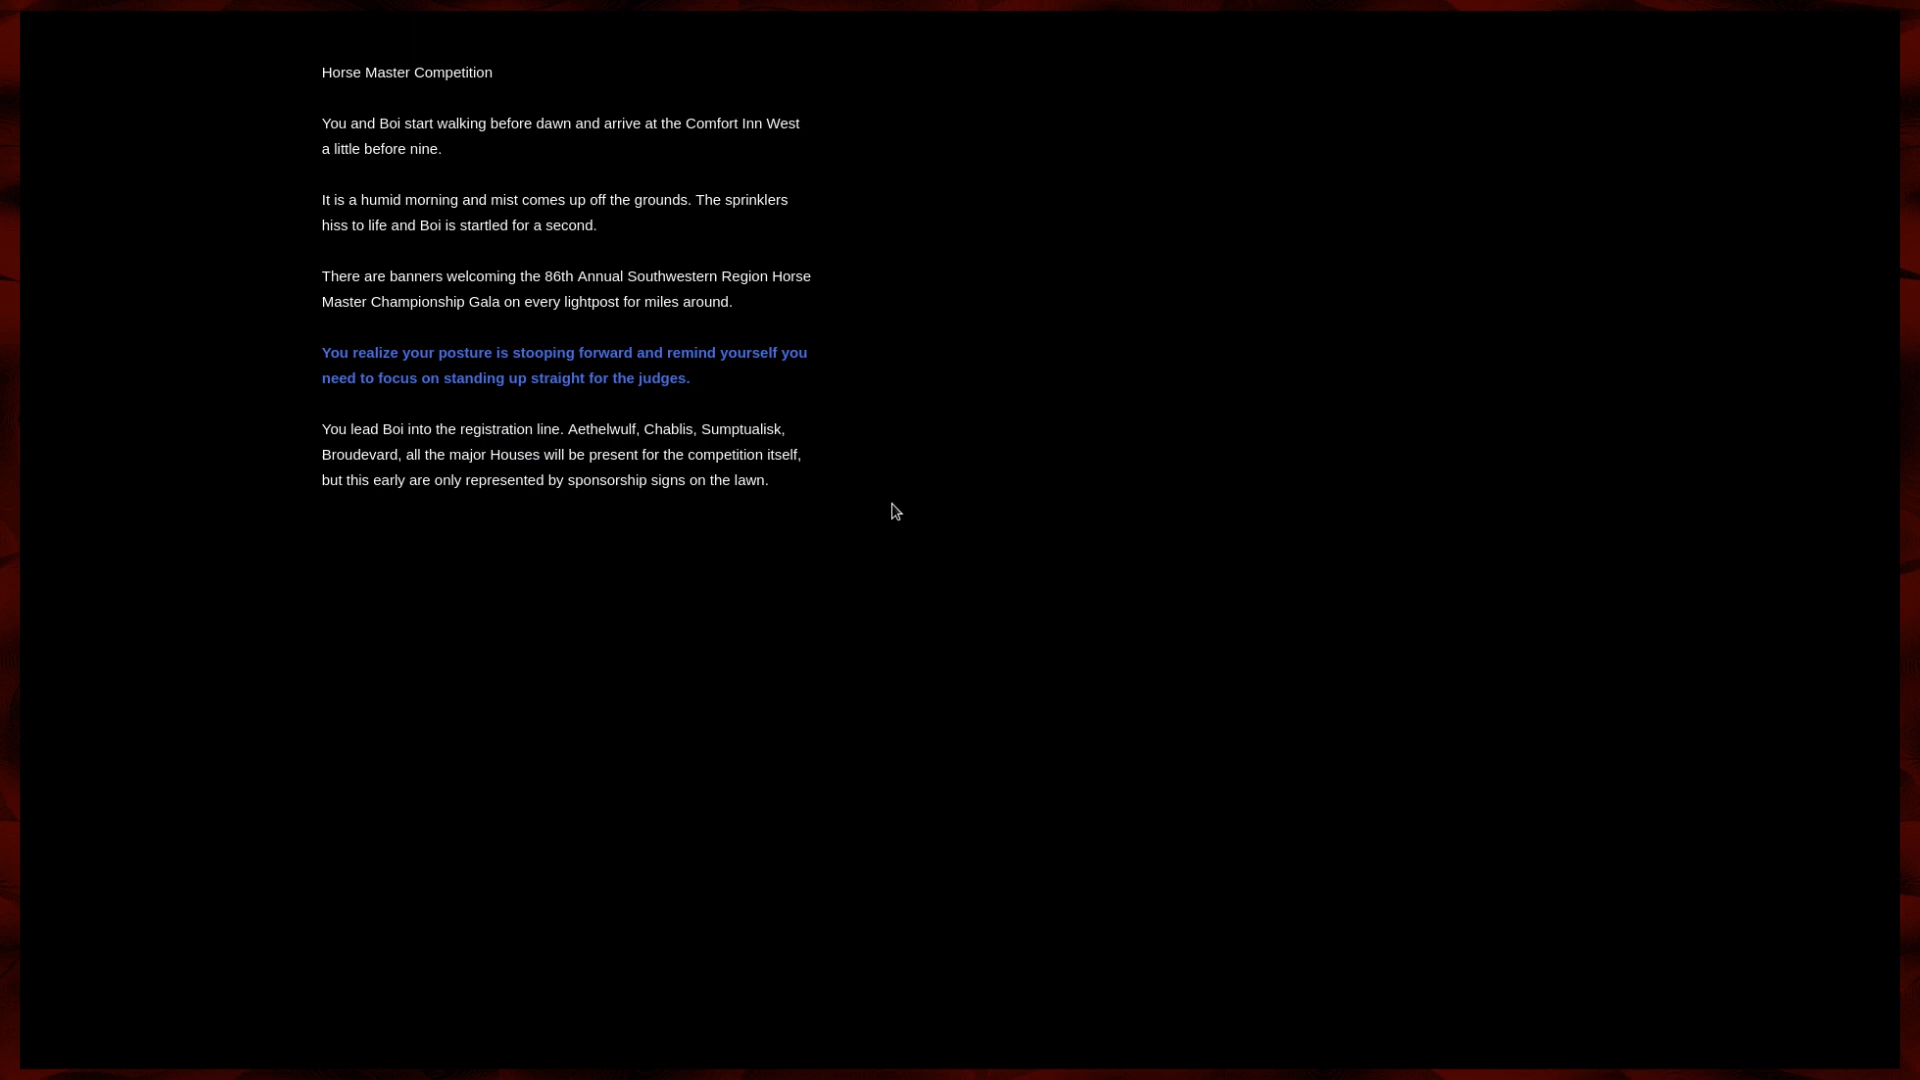 Horse Master Competition
You and Boi start walking before dawn and arrive at the Comfort Inn West
a little before nine.
It is a humid morning and mist comes up off the grounds. The sprinklers
hiss to life and Boi is startled for a second.
There are banners welcoming the 86th Annual Southwestern Region Horse
Master Championship Gala on every lightpost for miles around.
You realize your posture is stooping forward and remind yourself you
need to focus on standing up straight for the judges.
You lead Boi into the registration line. Aethelwulf, Chablis, Sumptualisk,
Broudevard, all the major Houses will be present for the competition itself,
but this early are only represented by sponsorship signs on the lawn.